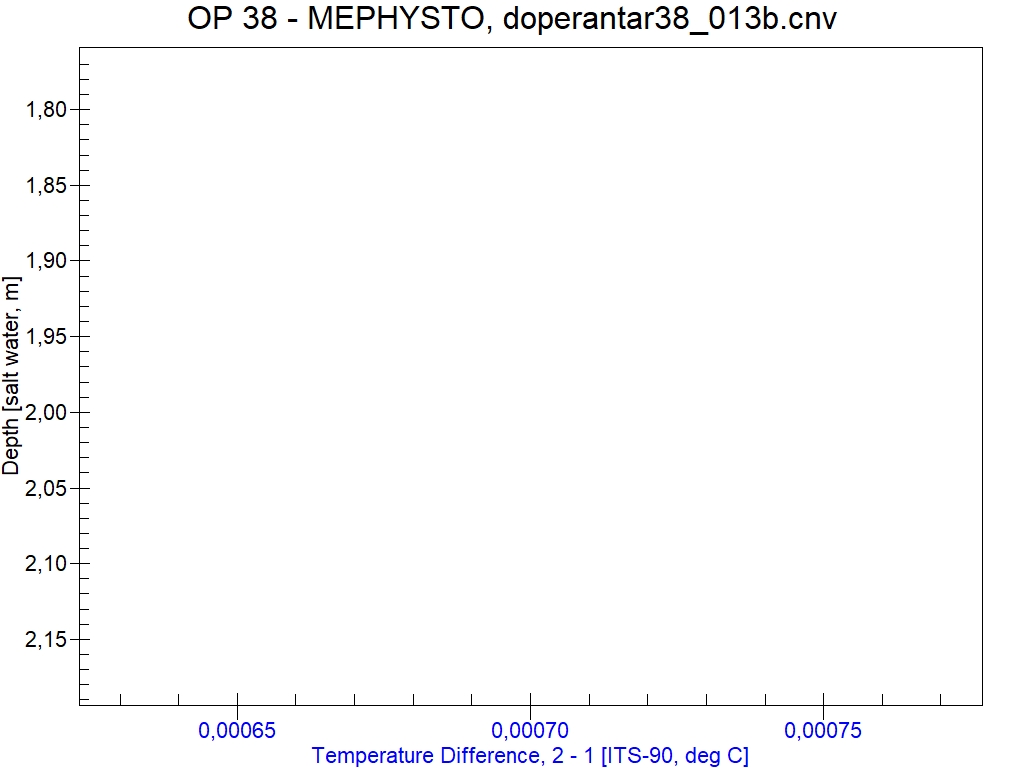 OP 38 - MEPHYSTO, doperantar38_013b.cnv
Depth [salt water, m]
1,80
1,85
1,90
1,95
2,00
2,05
2,10
2,15
0,00065 0,00070 0,00075
Temperature Difference, 2 - 1 [ITS-90, deg C]